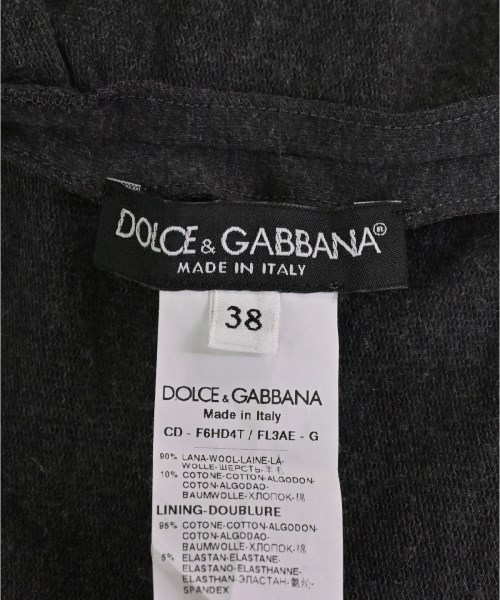 DOLCE & GABBANA®
MADE IN ITALY
38
DOLCE & GABBANA
Made in Italy
CD - F6HD4T / FL3AE - G
90% LANA-WOOL-LAINE-LÃ-
WOLLE-ШЕРСТЬ-羊毛
10% COTONE-COTTON-ALGODON-
COTON-ALGODAO-
BAUMWOLLE-ХЛОПОК-棉
LINING-DOUBLURE
95% COTONE-COTTON-ALGODON-
COTON-ALGODAO-
BAUMWOLLE-ХЛОПОК-棉
5% ELASTAN-ELASTANE-
ELASTANO-ELASTHANNE-
ELASTHAN-ЭЛАСТАН-氨纶-
SPANDEX